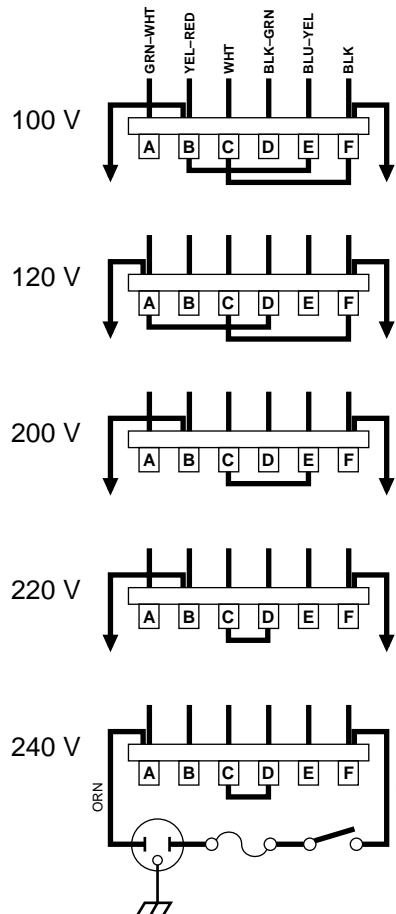 GRN–WHT YEL–RED WHT BLK–GRN BLU–YEL BLK
100 V
A B C D E F
120 V
A B C D E F
200 V
A B C D E F
220 V
A B C D E F
240 V
A B C D E F
ORN